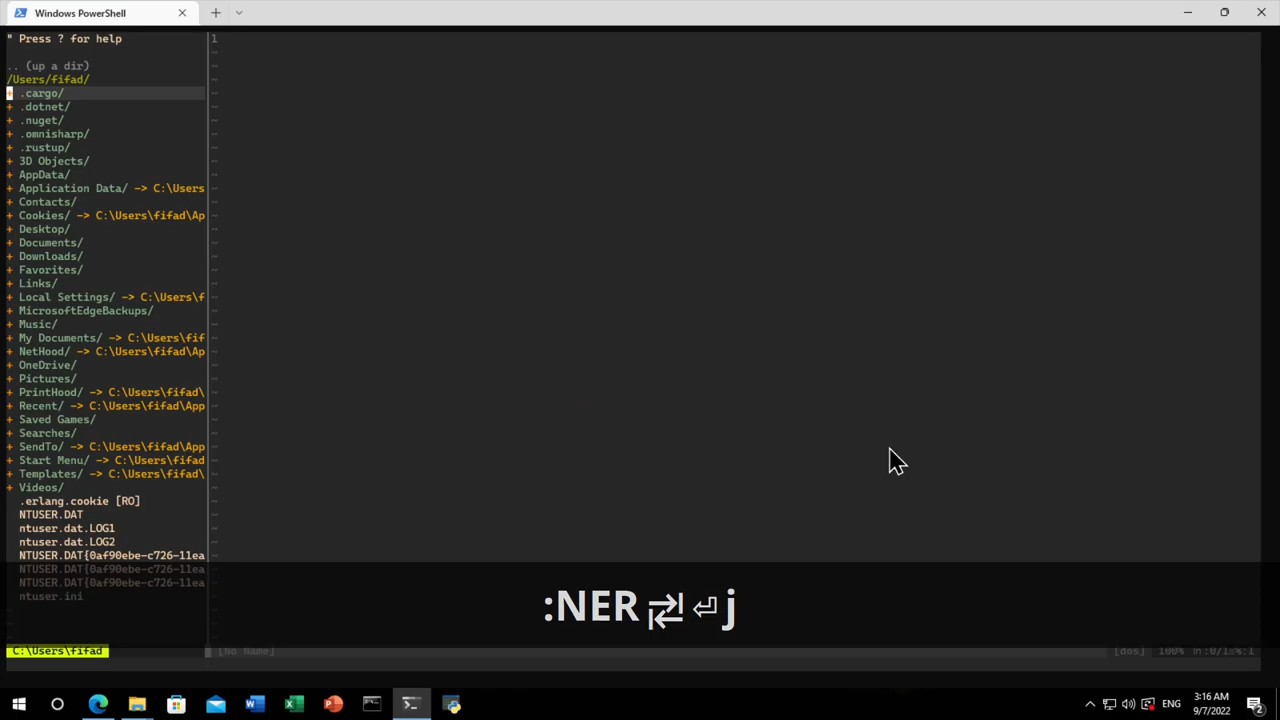 Windows PowerShell
" Press ? for help
1
.. (up a dir)
/Users/fifad/
+ .cargo/
+ .dotnet/
+ .nuget/
+ .omnisharp/
+ .rustup/
+ 3D Objects/
+ AppData/
+ Application Data/ -> C:\Users
+ Contacts/
+ Cookies/ -> C:\Users\fifad\Ap
+ Desktop/
+ Documents/
+ Downloads/
+ Favorites/
+ Links/
+ Local Settings/ -> C:\Users\f
+ MicrosoftEdgeBackups/
+ Music/
+ My Documents/ -> C:\Users\fif
+ NetHood/ -> C:\Users\fifad\Ap
+ OneDrive/
+ Pictures/
+ PrintHood/ -> C:\Users\fifad\
+ Recent/ -> C:\Users\fifad\App
+ Saved Games/
+ Searches/
+ SendTo/ -> C:\Users\fifad\App
+ Start Menu/ -> C:\Users\fifad
+ Templates/ -> C:\Users\fifad\
+ Videos/
.erlang.cookie [RO]
NTUSER.DAT
ntuser.dat.LOG1
ntuser.dat.LOG2
NTUSER.DAT{0af90ebe-c726-11ea
NTUSER.DAT{0af90ebe-c726-11ea
NTUSER.DAT{0af90ebe-c726-11ea
ntuser.ini
:NER ⇄ ⏎ j
C:\Users\fifad
[No Name]
[dos] 100%
ENG
3:16 AM
9/7/2022
2